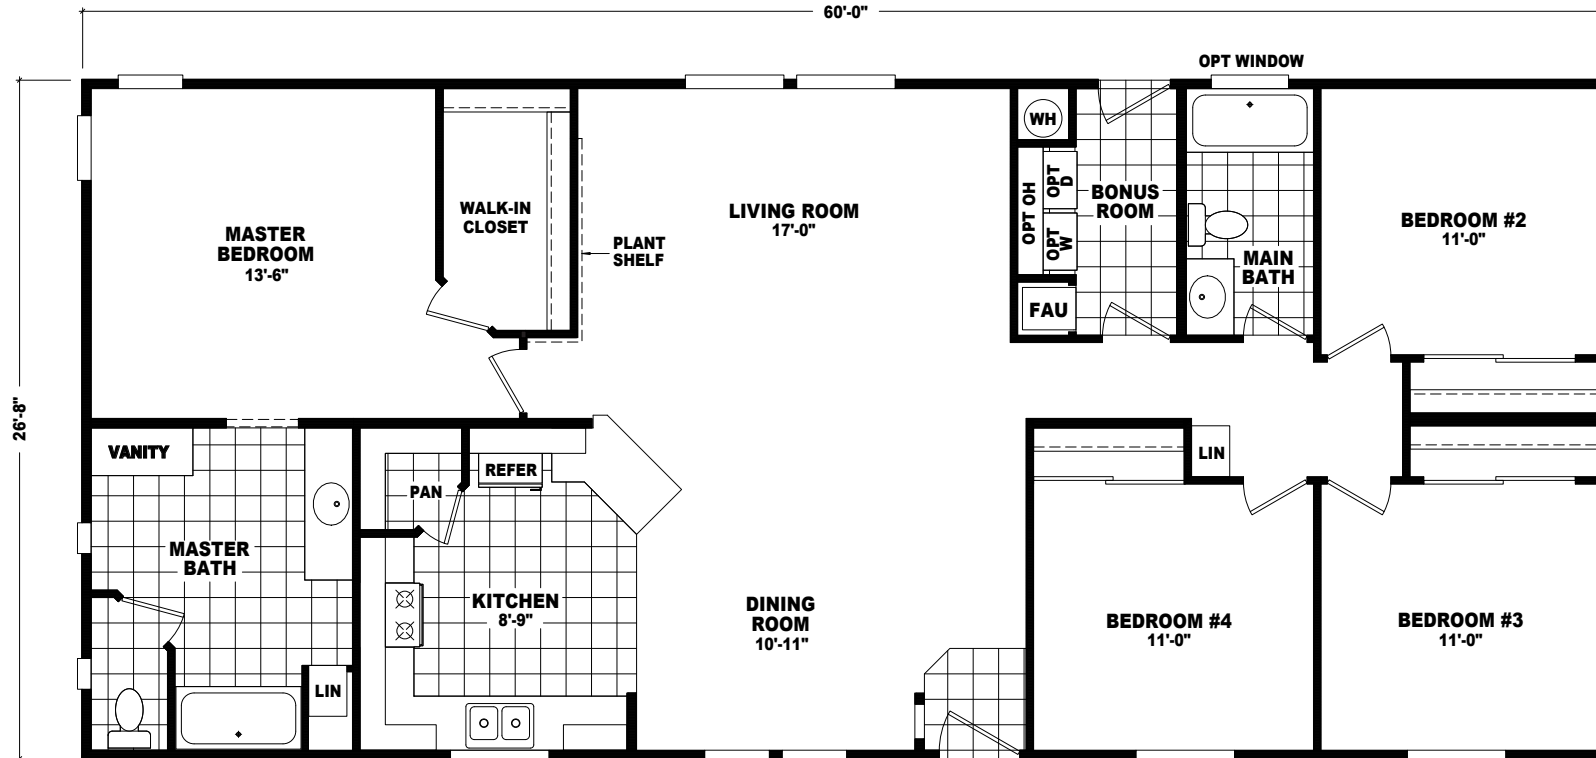 60'-0"
OPT WINDOW
26'-8"
MASTER
BEDROOM
13'-6"
WALK-IN
CLOSET
PLANT
SHELF
LIVING ROOM
17'-0"
WH
OPT OH
OPT
D
OPT
W
FAU
BONUS
ROOM
MAIN
BATH
BEDROOM #2
11'-0"
VANITY
MASTER
BATH
LIN
PAN
REFER
KITCHEN
8'-9"
DINING
ROOM
10'-11"
LIN
BEDROOM #4
11'-0"
BEDROOM #3
11'-0"